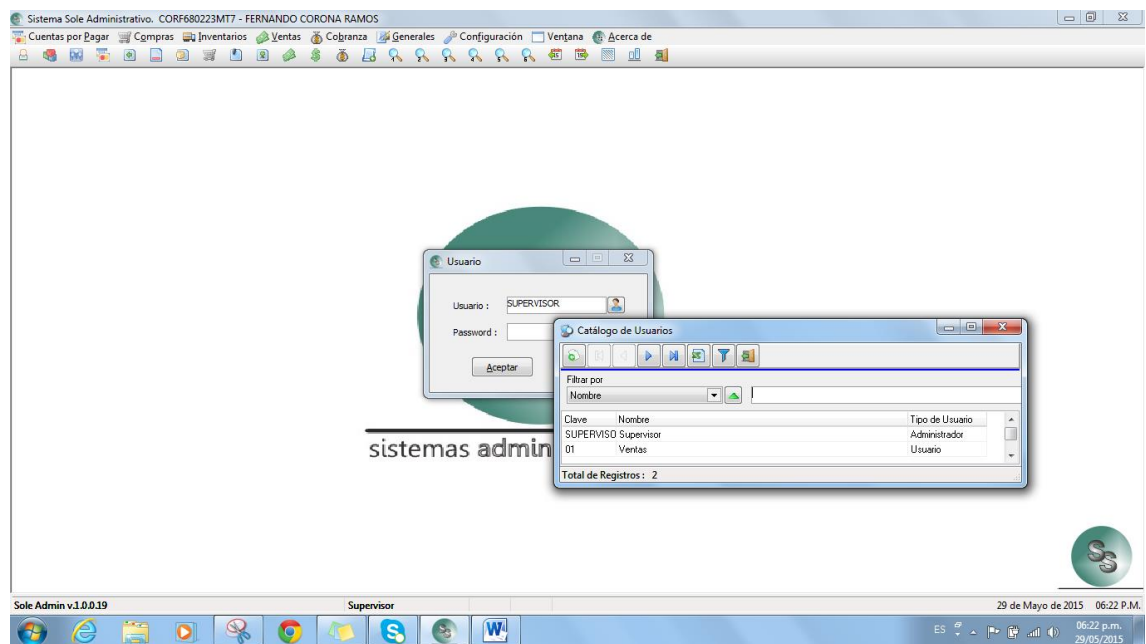 Sistema Sole Administrativo. CORF680223MT7 - FERNANDO CORONA RAMOS
Cuentas por Pagar Compras Inventarios Ventas Cobranza Generales Configuración Ventana Acerca de
Usuario
Usuario : SUPERVISOR
Password :
Aceptar
Catálogo de Usuarios
Filtrar por
Nombre
Clave Nombre Tipo de Usuario
SUPERVISO Supervisor Administrador
01 Ventas Usuario
Total de Registros : 2
sistemas admin
SS
Sole Admin v.1.0.0.19 Supervisor 29 de Mayo de 2015 06:22 P.M.
ES 06:22 p.m.
29/05/2015